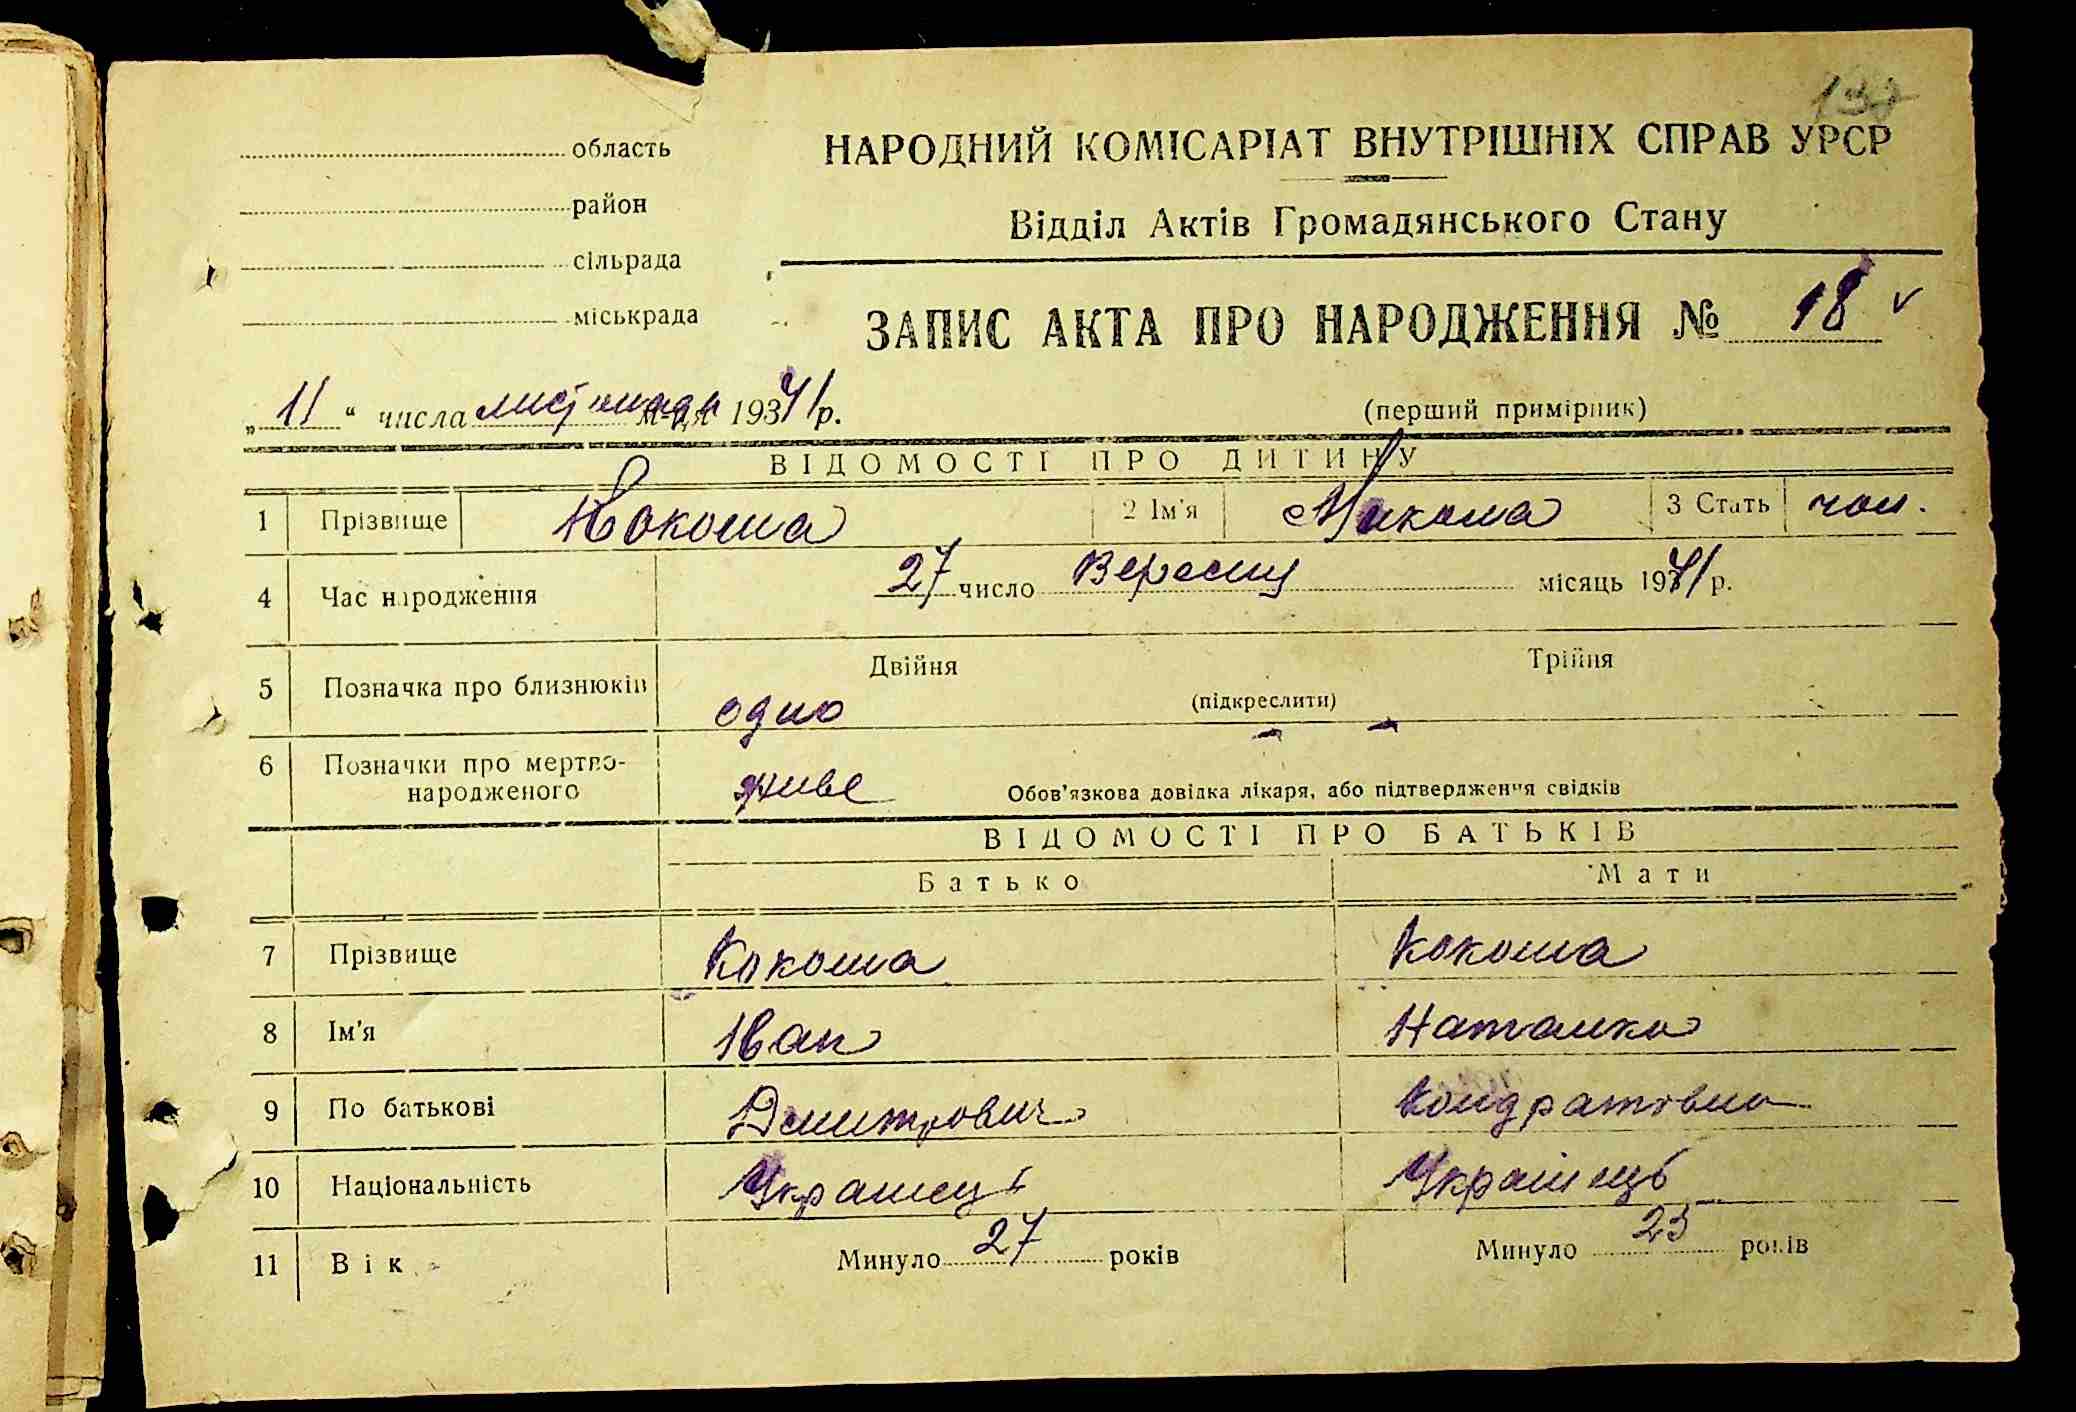 137
область
район
сільрада
міськрада
НАРОДНИЙ КОМІСАРІАТ ВНУТРІШНІХ СПРАВ УРСР
Відділ Актів Громадянського Стану
ЗАПИС АКТА ПРО НАРОДЖЕННЯ № 18 v
„ 11 “ числа листопада м-ця 1941 р.
(перший примірник)
ВІДОМОСТІ ПРО ДИТИНУ
1 Прізвище Кокоша 2 Ім'я Микола 3 Стать чол.
4 Час народження 27 число Вересня місяць 1941 р.
5 Позначка про близнюків одно Двійня (підкреслити) Трійня
6 Позначки про мертво-
народженого живе Обов'язкова довідка лікаря, або підтвердження свідків
ВІДОМОСТІ ПРО БАТЬКІВ
Батько Мати
7 Прізвище Кокоша Кокоша
8 Ім'я Іван Наталка
9 По батькові Дмитрович Кондратовна
10 Національність Українець Українець
11 Вік Минуло 27 років Минуло 23 років